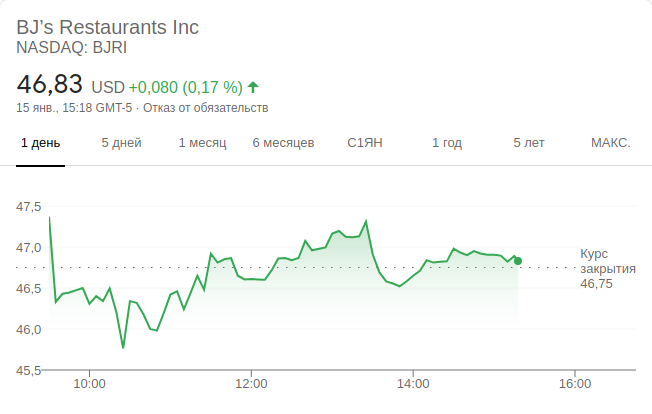 BJ’s Restaurants Inc
NASDAQ: BJRI
46,83 USD +0,080 (0,17 %)
15 янв., 15:18 GMT-5 · Отказ от обязательств
1 день 5 дней 1 месяц 6 месяцев С1ЯН 1 год 5 лет МАКС.
47,5
47,0
46,5
46,0
45,5
Курс
закрытия
46,75
10:00 12:00 14:00 16:00